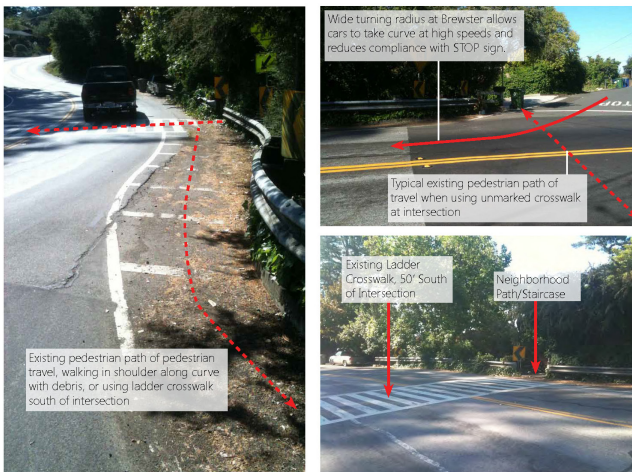 Existing pedestrian path of pedestrian
travel, walking in shoulder along curve
with debris, or using ladder crosswalk
south of intersection
Wide turning radius at Brewster allows
cars to take curve at high speeds and
reduces compliance with STOP sign.
Typical existing pedestrian path of
travel when using unmarked crosswalk
at intersection
Existing Ladder
Crosswalk, 50' South
of Intersection
Neighborhood
Path/Staircase